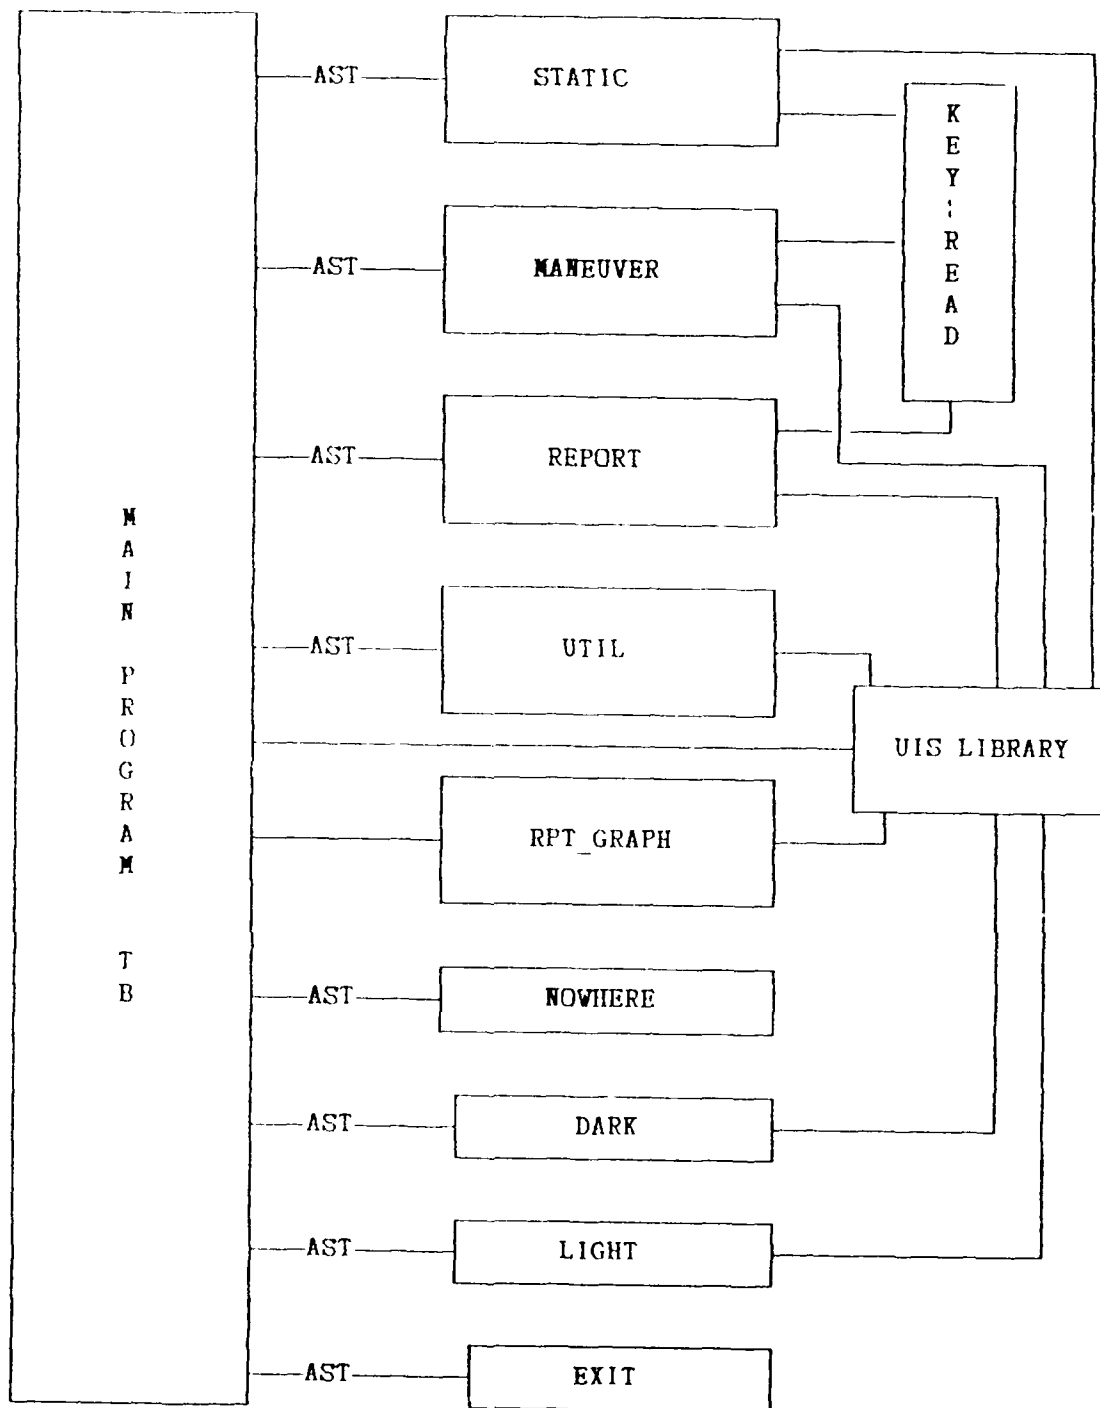 MAIN PROGRAM TB
AST
STATIC
KEY:READ
AST
MANEUVER
AST
REPORT
AST
UTIL
UIS LIBRARY
RPT_GRAPH
AST
NOWHERE
AST
DARK
AST
LIGHT
AST
EXIT